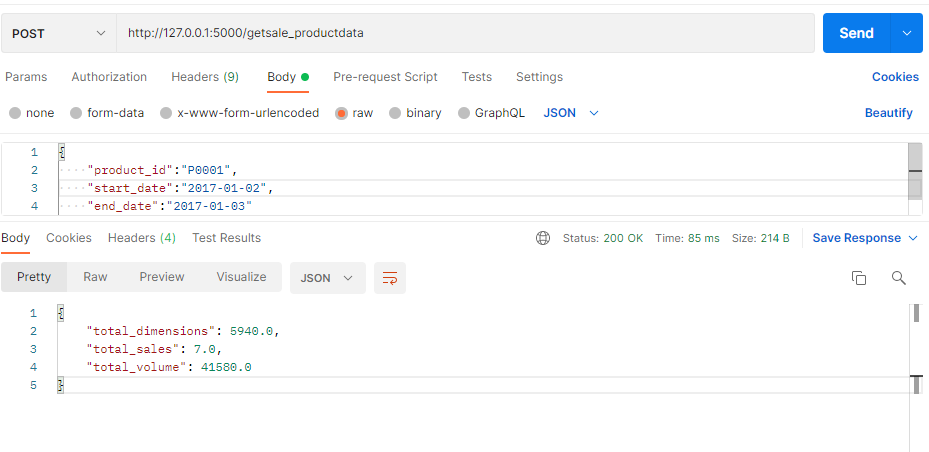 POST http://127.0.0.1:5000/getsale_productdata Send
Params Authorization Headers (9) Body Pre-request Script Tests Settings Cookies
none form-data x-www-form-urlencoded raw binary GraphQL JSON Beautify
1 {
2 ····"product_id":"P0001",
3 ····"start_date":"2017-01-02",
4 ····"end_date":"2017-01-03"
Body Cookies Headers (4) Test Results Status: 200 OK Time: 85 ms Size: 214 B Save Response
Pretty Raw Preview Visualize JSON
1 {
2 "total_dimensions": 5940.0,
3 "total_sales": 7.0,
4 "total_volume": 41580.0
5 }